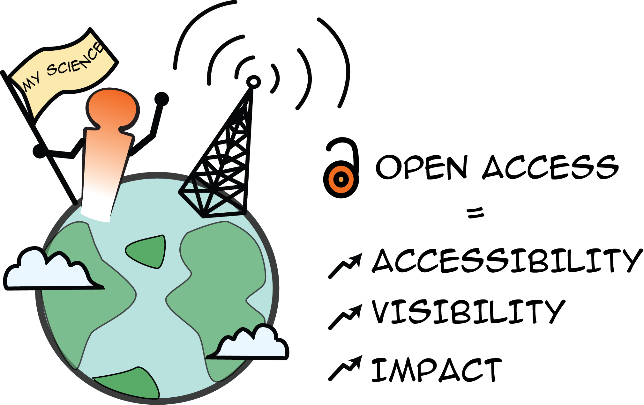 MY SCIENCE
OPEN ACCESS
=
ACCESSIBILITY
VISIBILITY
IMPACT